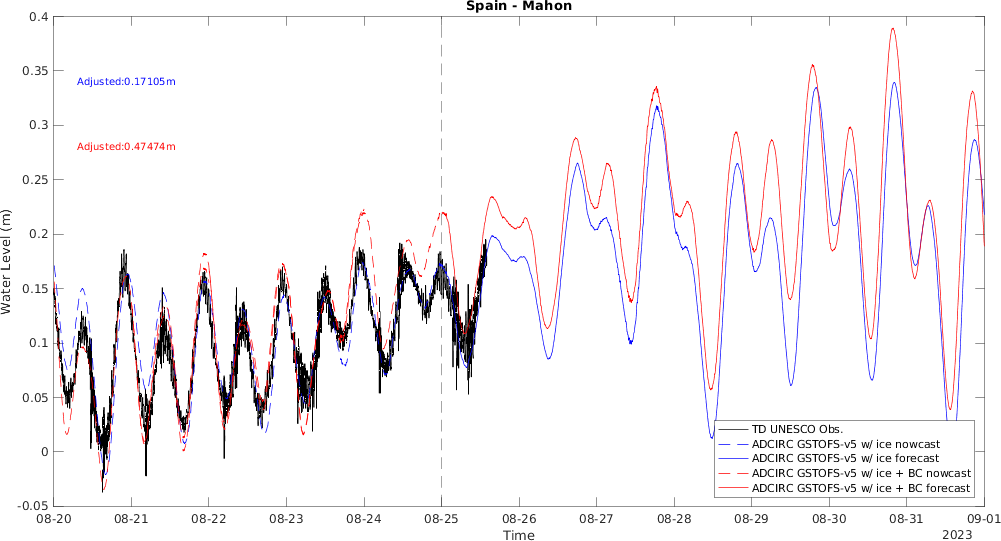 Spain - Mahon
0.4
0.35
0.3
0.25
0.2
0.15
0.1
0.05
0
-0.05
Water Level (m)
Adjusted:0.17105m
Adjusted:0.47474m
TD UNESCO Obs.
ADCIRC GSTOFS-v5 w/ ice nowcast
ADCIRC GSTOFS-v5 w/ ice forecast
ADCIRC GSTOFS-v5 w/ ice + BC nowcast
ADCIRC GSTOFS-v5 w/ ice + BC forecast
08-20 08-21 08-22 08-23 08-24 08-25 08-26 08-27 08-28 08-29 08-30 08-31 09-01
Time
2023